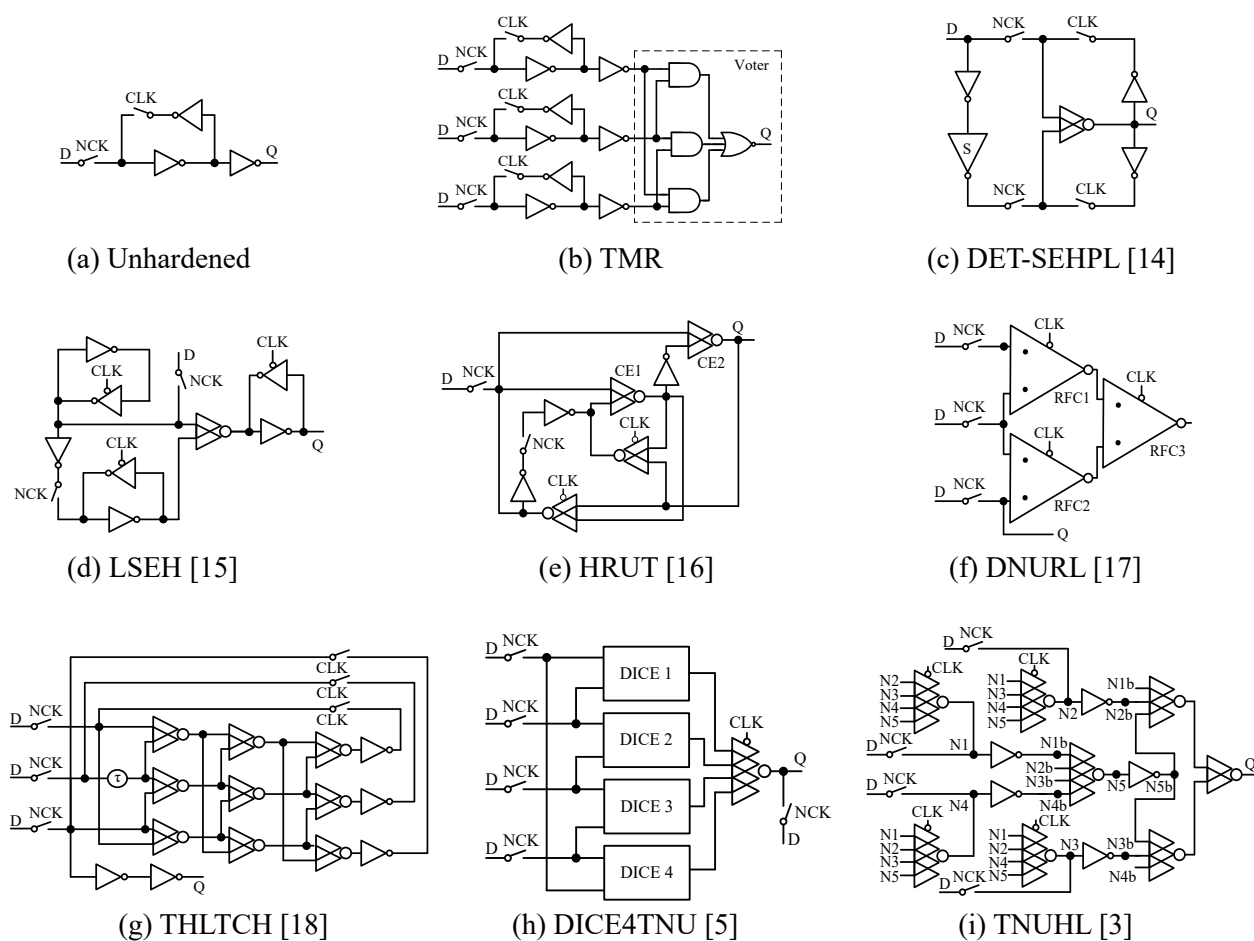 CLK
D NCK
Q
(a) Unhardened
CLK
D NCK
CLK
D NCK
CLK
D NCK
Voter
Q
(b) TMR
D
NCK
CLK
S
Q
NCK
CLK
(c) DET-SEHPL [14]
CLK
D
NCK
CLK
NCK
CLK
Q
(d) LSEH [15]
Q
CE2
D NCK
CE1
CLK
NCK
CLK
(e) HRUT [16]
D NCK
CLK
RFC1
CLK
D NCK
CLK
RFC3
D NCK
RFC2
Q
(f) DNURL [17]
CLK
CLK
CLK
D NCK
D NCK
τ
D NCK
Q
(g) THLTCH [18]
D NCK
DICE 1
D NCK
DICE 2
CLK
Q
D NCK
DICE 3
NCK
D
D NCK
DICE 4
(h) DICE4TNU [5]
D NCK
CLK
N2
N3
N4
N5
CLK
N1
N3
N4
N5
N2
N2b
N1b
D NCK
N1
N1b
N2b
N3b
N4b
N5
N5b
Q
D NCK
N4
CLK
N1
N2
N3
N5
CLK
N1
N2
N4
N5
N3
N3b
N4b
D NCK
(i) TNUHL [3]